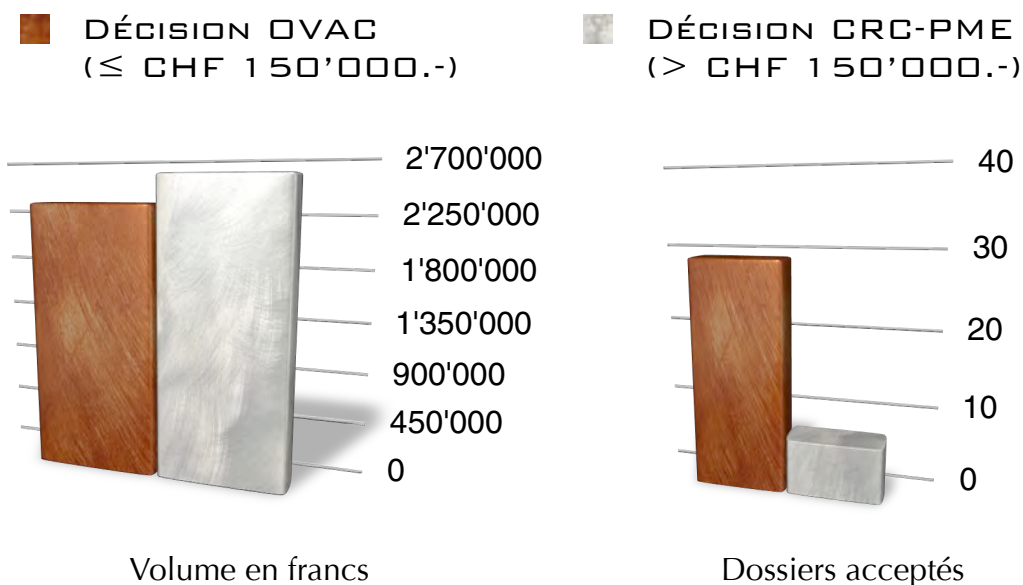 DÉCISION OVAC
(≤ CHF 150’000.-)
DÉCISION CRC-PME
(> CHF 150’000.-)
2'700'000
2'250'000
1'800'000
1'350'000
900'000
450'000
0
40
30
20
10
0
Volume en francs
Dossiers acceptés